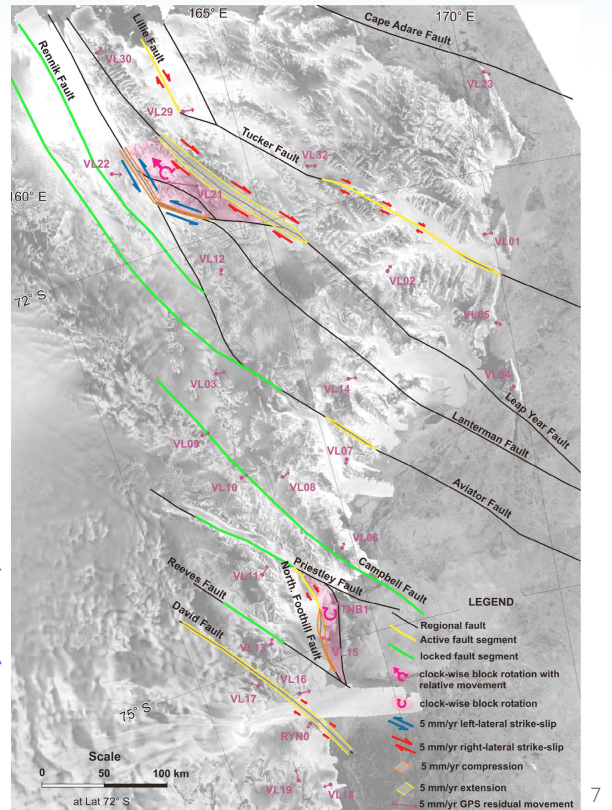 165° E
170° E
Cape Adare Fault
Lillie Fault
Rennik Fault
VL30
VL23
VL29
Tucker Fault
VL32
VL22
VL21
160° E
VL01
VL12
VL02
72° S
VL05
VL03
VL14
VL04
Leap Year Fault
Lanterman Fault
VL09
VL07
Aviator Fault
VL10
VL08
VL06
Campbell Fault
Priestley Fault
Reeves Fault
VL11
North. Foothill Fault
TNB1
David Fault
VL13
VL15
VL16
VL17
75° S
RYN0
VL19
VL18
LEGEND
Regional fault
Active fault segment
locked fault segment
clock-wise block rotation with
relative movement
clock-wise block rotation
5 mm/yr left-lateral strike-slip
5 mm/yr right-lateral strike-slip
5 mm/yr compression
5 mm/yr extension
5 mm/yr GPS residual movement
Scale
0 50 100 km
at Lat 72° S
7